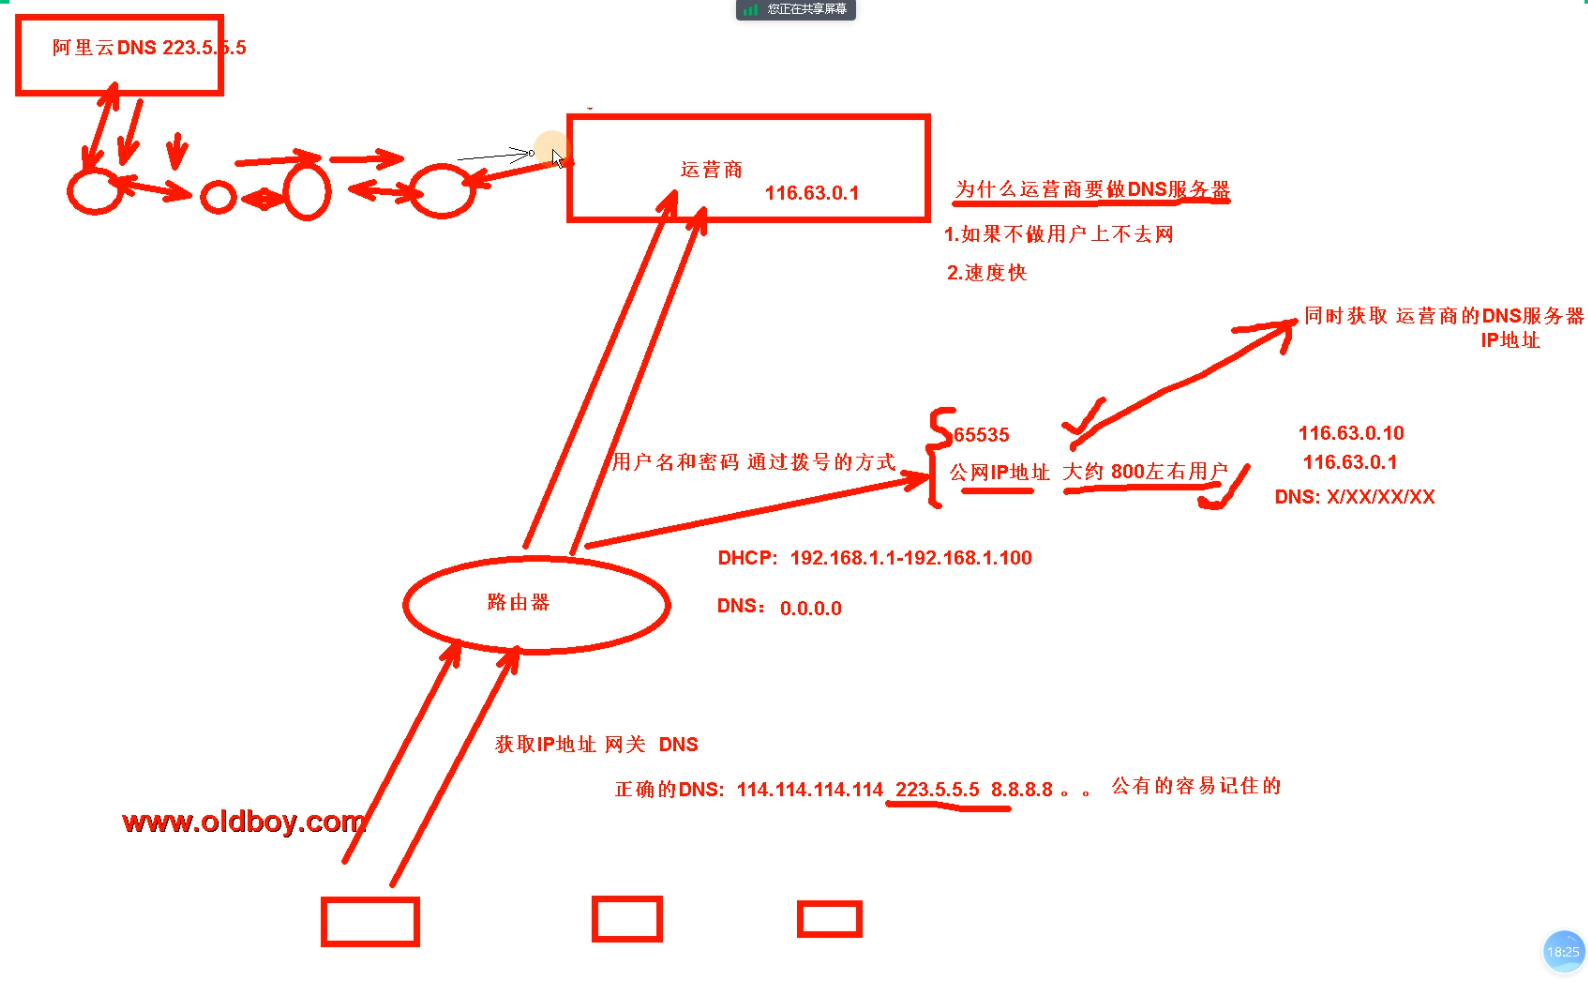 您正在共享屏幕
阿里云DNS 223.5.5.5
运营商
116.63.0.1
为什么运营商要做DNS服务器
1.如果不做用户上不去网
2.速度快
同时获取 运营商的DNS服务器
IP地址
65535
用户名和密码 通过拨号的方式
公网IP地址 大约 800左右用户
116.63.0.10
116.63.0.1
DNS: X/XX/XX/XX
DHCP: 192.168.1.1-192.168.1.100
路由器
DNS: 0.0.0.0
获取IP地址 网关 DNS
正确的DNS: 114.114.114.114 223.5.5.5 8.8.8.8 。。 公有的容易记住的
www.oldboy.com
18:25